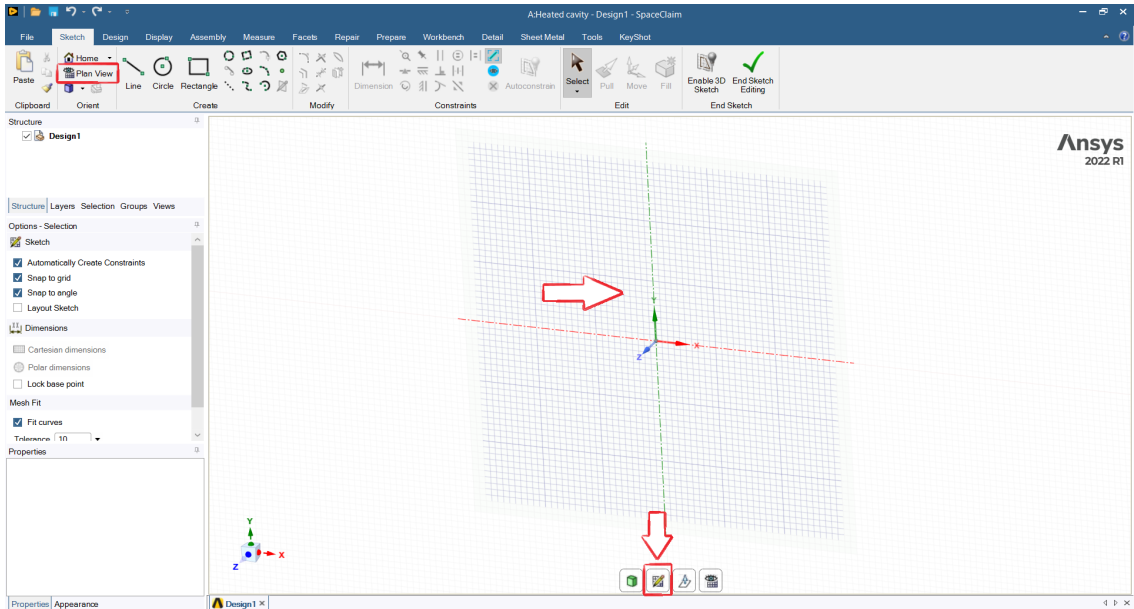 A:Heated cavity - Design1 - SpaceClaim
File Sketch Design Display Assembly Measure Facets Repair Prepare Workbench Detail Sheet Metal Tools KeyShot
Home
Plan View
Paste
Line Circle Rectangle
Dimension
Autoconstrain
Select Pull Move Fill
Enable 3D Sketch
End Sketch Editing
Clipboard Orient Create Modify Constraints Edit End Sketch
Structure
Design1
Structure Layers Selection Groups Views
Options - Selection
Sketch
Automatically Create Constraints
Snap to grid
Snap to angle
Layout Sketch
Dimensions
Cartesian dimensions
Polar dimensions
Lock base point
Mesh Fit
Fit curves
Tolerance 10
Properties
Properties Appearance
Ansys
2022 R1
Y
X
Z
Y
X
Z
Design1